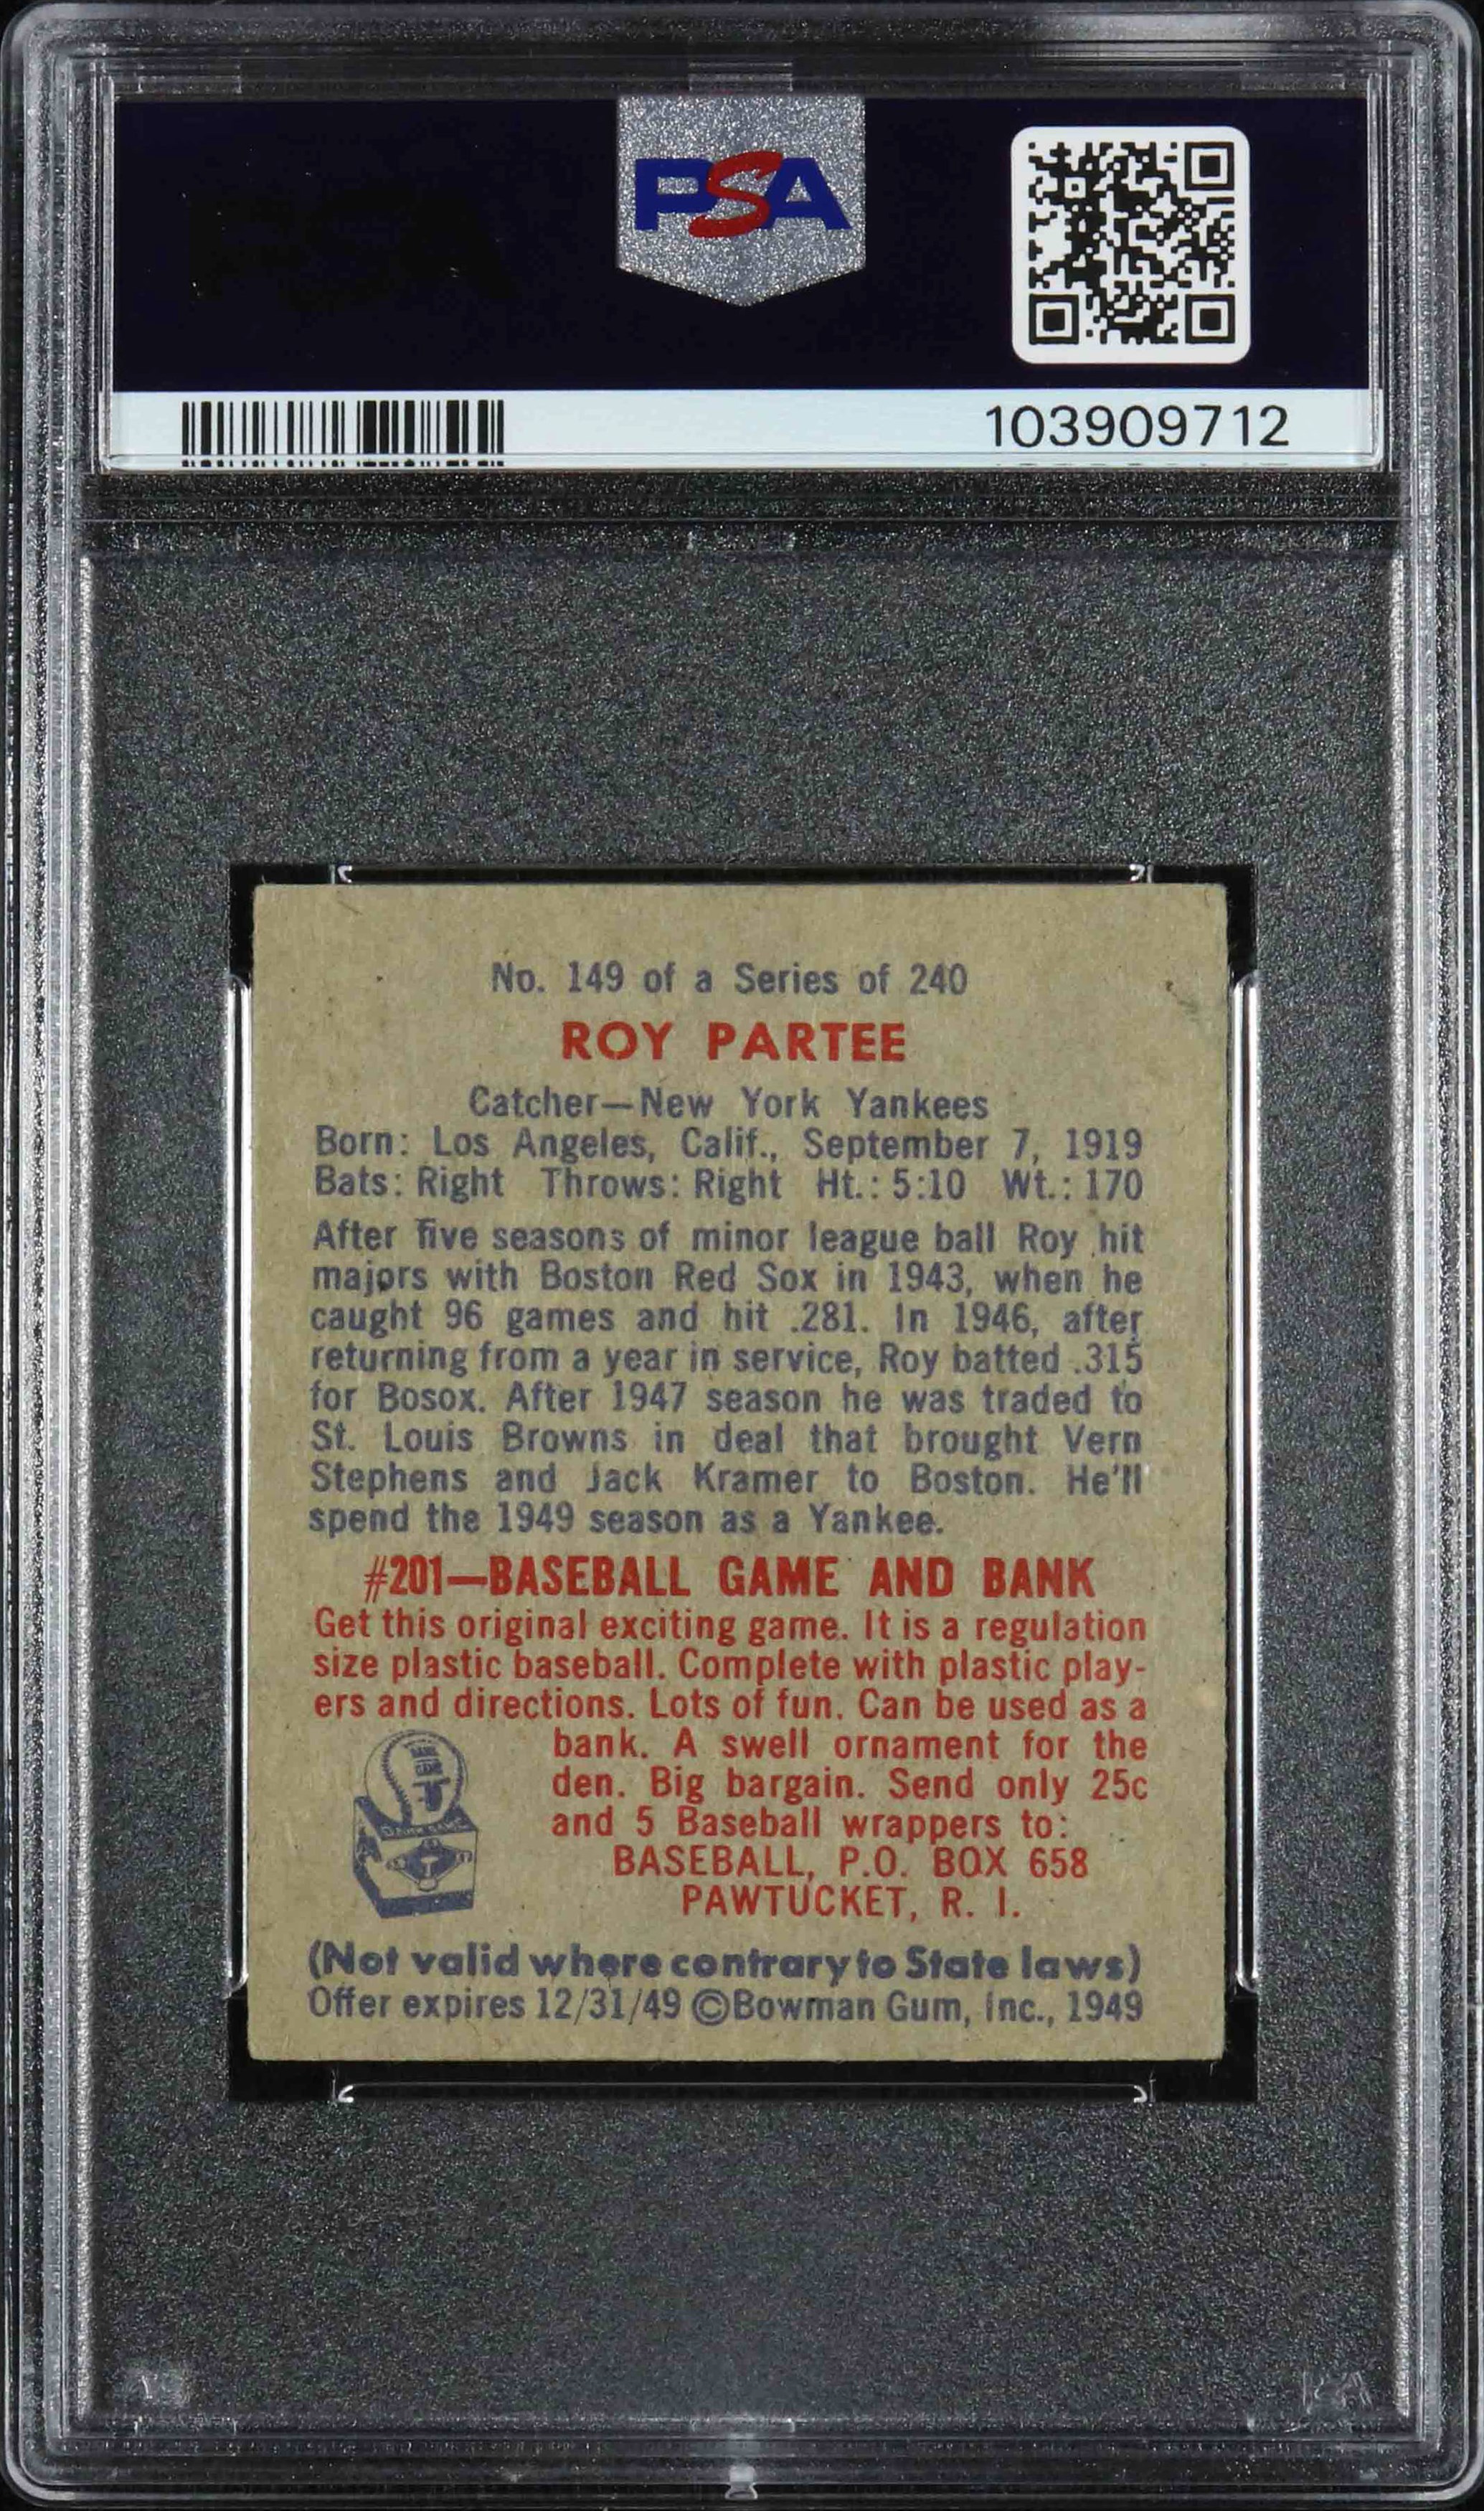 PSA
103909712
No. 149 of a Series of 240
ROY PARTEE
Catcher—New York Yankees
Born: Los Angeles, Calif., September 7, 1919
Bats: Right Throws: Right Ht.: 5:10 Wt.: 170
After five seasons of minor league ball Roy hit
majors with Boston Red Sox in 1943, when he
caught 96 games and hit .281. In 1946, after
returning from a year in service, Roy batted .315
for Bosox. After 1947 season he was traded to
St. Louis Browns in deal that brought Vern
Stephens and Jack Kramer to Boston. He'll
spend the 1949 season as a Yankee.
#201—BASEBALL GAME AND BANK
Get this original exciting game. It is a regulation
size plastic baseball. Complete with plastic play-
ers and directions. Lots of fun. Can be used as a
bank. A swell ornament for the
den. Big bargain. Send only 25c
and 5 Baseball wrappers to:
BASEBALL, P.O. BOX 658
PAWTUCKET, R. I.
(Not valid where contrary to State laws)
Offer expires 12/31/49 ©Bowman Gum, Inc., 1949